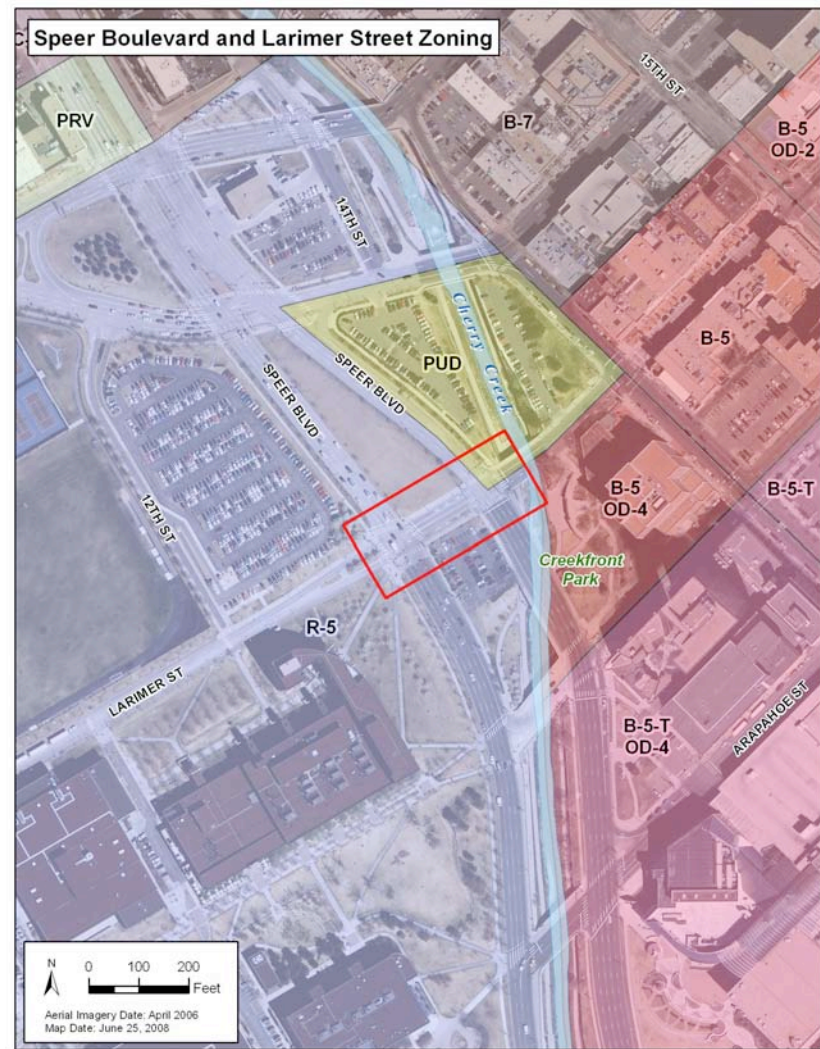 C
Speer Boulevard and Larimer Street Zoning
15TH ST
PRV
B-7
B-5
OD-2
14TH ST
Cherry Creek
B-5
PUD
SPEER BLVD
SPEER BLVD
B-5
OD-4
B-5-T
12TH ST
Creekfront
Park
R-5
LARIMER ST
B-5-T
OD-4
ARAPAHOE ST
N
0 100 200
Feet
Aerial Imagery Date: April 2006
Map Date: June 25, 2008